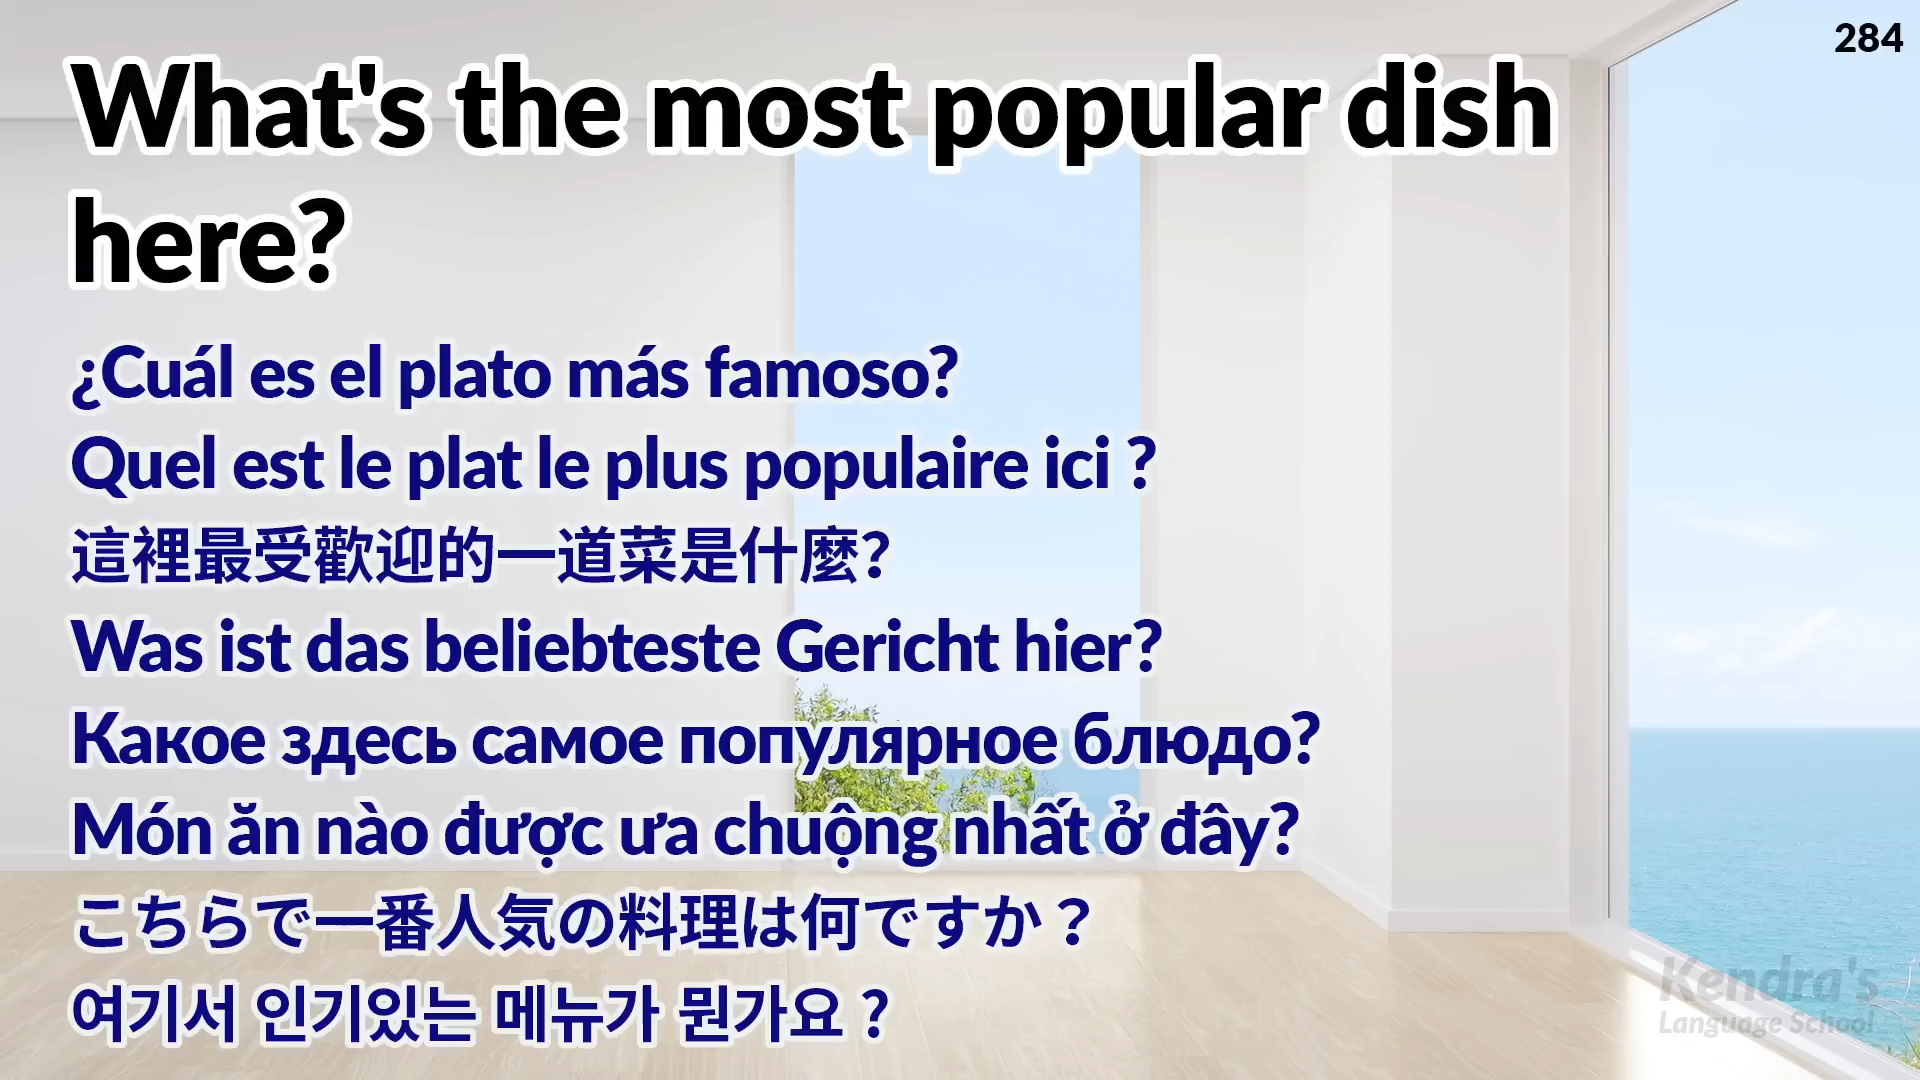 284
What's the most popular dish
here?
¿Cuál es el plato más famoso?
Quel est le plat le plus populaire ici ?
這裡最受歡迎的一道菜是什麼?
Was ist das beliebteste Gericht hier?
Какое здесь самое популярное блюдо?
Món ăn nào được ưa chuộng nhất ở đây?
こちらで一番人気の料理は何ですか？
여기서 인기있는 메뉴가 뭔가요 ?
Kendra's
Language School